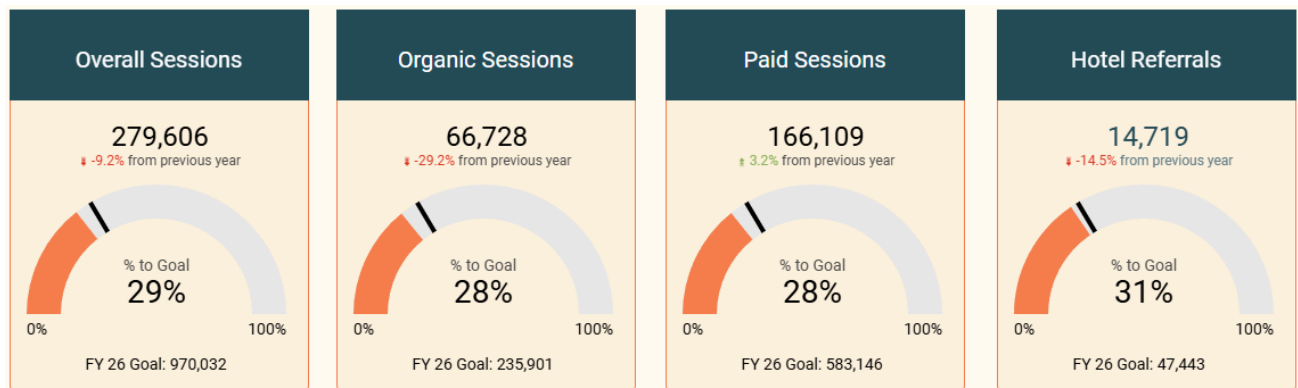 Overall Sessions
279,606
-9.2% from previous year
% to Goal
29%
0% 100%
FY 26 Goal: 970,032
Organic Sessions
66,728
-29.2% from previous year
% to Goal
28%
0% 100%
FY 26 Goal: 235,901
Paid Sessions
166,109
3.2% from previous year
% to Goal
28%
0% 100%
FY 26 Goal: 583,146
Hotel Referrals
14,719
-14.5% from previous year
% to Goal
31%
0% 100%
FY 26 Goal: 47,443